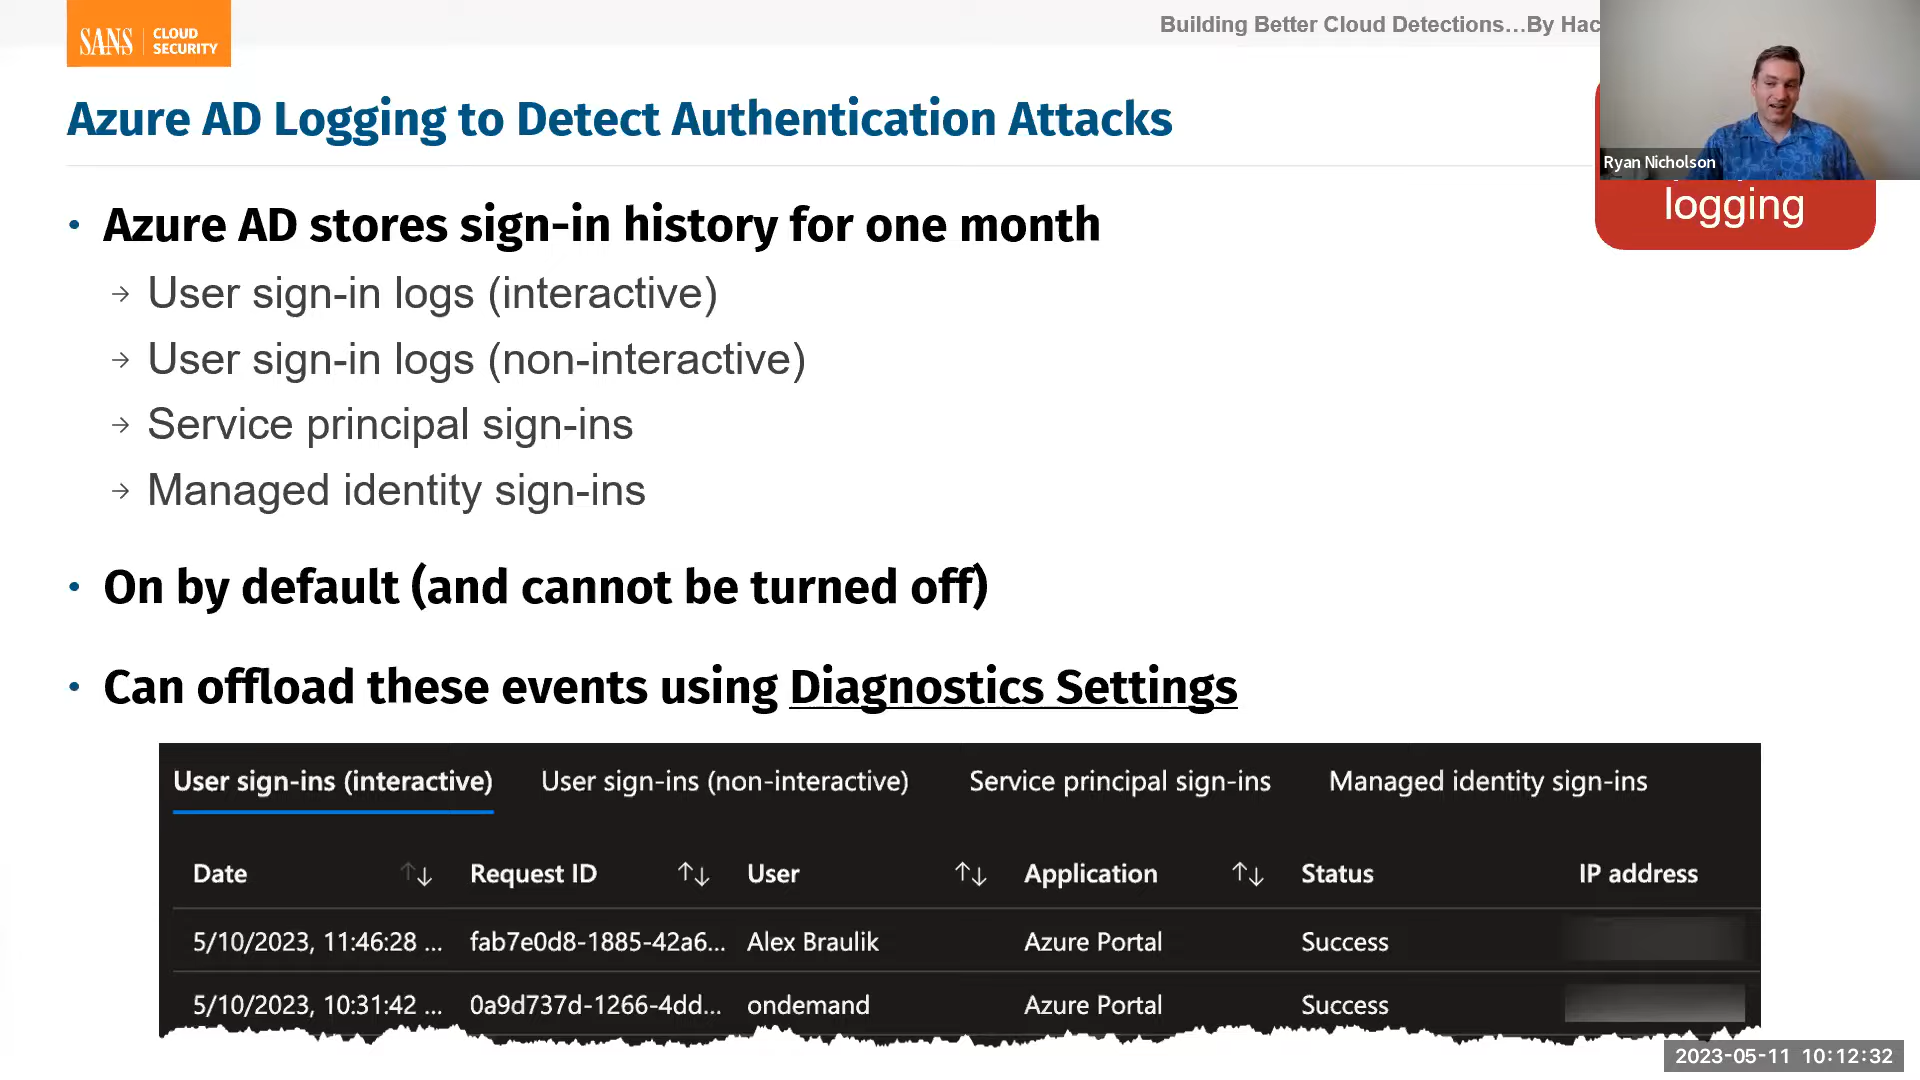 SANS
CLOUD
SECURITY
Building Better Cloud Detections…By Hac
Ryan Nicholson
logging
Azure AD Logging to Detect Authentication Attacks
• Azure AD stores sign-in history for one month
→ User sign-in logs (interactive)
→ User sign-in logs (non-interactive)
→ Service principal sign-ins
→ Managed identity sign-ins
• On by default (and cannot be turned off)
• Can offload these events using Diagnostics Settings
User sign-ins (interactive) User sign-ins (non-interactive) Service principal sign-ins Managed identity sign-ins
Date ↑↓ Request ID ↑↓ User ↑↓ Application ↑↓ Status IP address
5/10/2023, 11:46:28 ... fab7e0d8-1885-42a6... Alex Braulik Azure Portal Success
5/10/2023, 10:31:42 ... 0a9d737d-1266-4dd... ondemand Azure Portal Success
2023-05-11 10:12:32